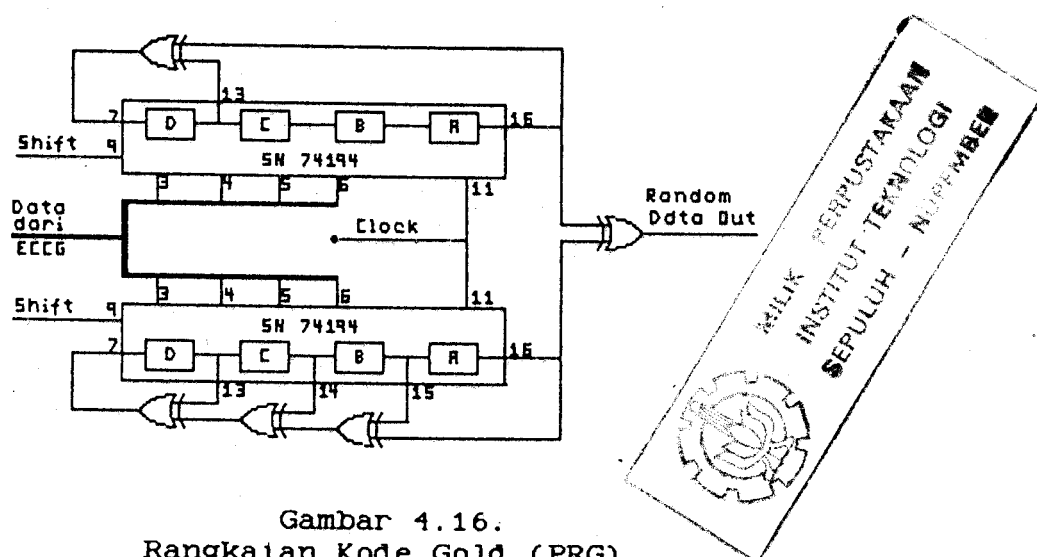 13
7
D
C
B
A
16
Shift
9
SN 74194
3
4
5
6
11
Data
dari
ECCG
Clock
Random
Data Out
3
4
5
6
11
Shift
9
SN 74194
7
D
C
B
A
16
13
14
15
MILIK PERPUSTAKAAN
INSTITUT TEKNOLOGI
SEPULUH - NOPEMBER
Gambar 4.16.
Rangkaian Kode Gold (PRG)